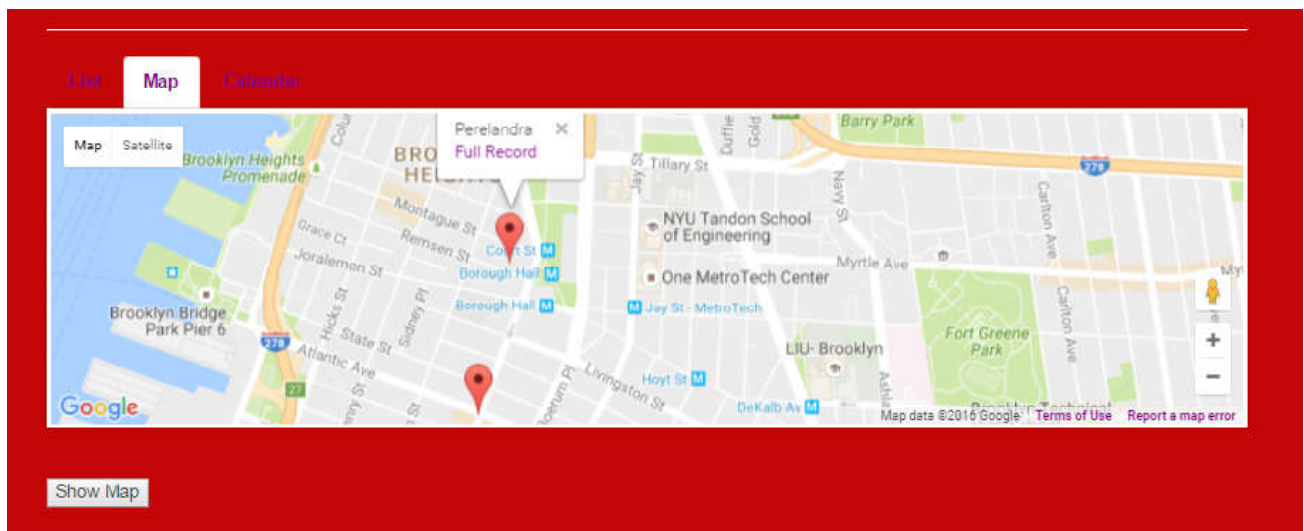 List
Map
Calendar
Map
Satellite
Perelandra
Full Record
Brooklyn Heights
Promenade
Montague St
Remsen St
Grace Ct
Joralemon St
Court St M
Borough Hall M
Borough Hall M
Hicks St
State St
Sidney Pl
Atlantic Ave
Brooklyn Bridge
Park Pier 6
278
27
Livingston St
Boerum Pl
Hoyt St M
DeKalb Av M
Jay St
Tillary St
Duffie
Gold
Barry Park
Navy St
278
Carlton Ave
NYU Tandon School
of Engineering
One MetroTech Center
M Jay St - MetroTech
Myrtle Ave
Carlton Ave
LIU- Brooklyn
Fort Greene
Park
+
−
Google
Map data ©2016 Google
Terms of Use
Report a map error
Show Map